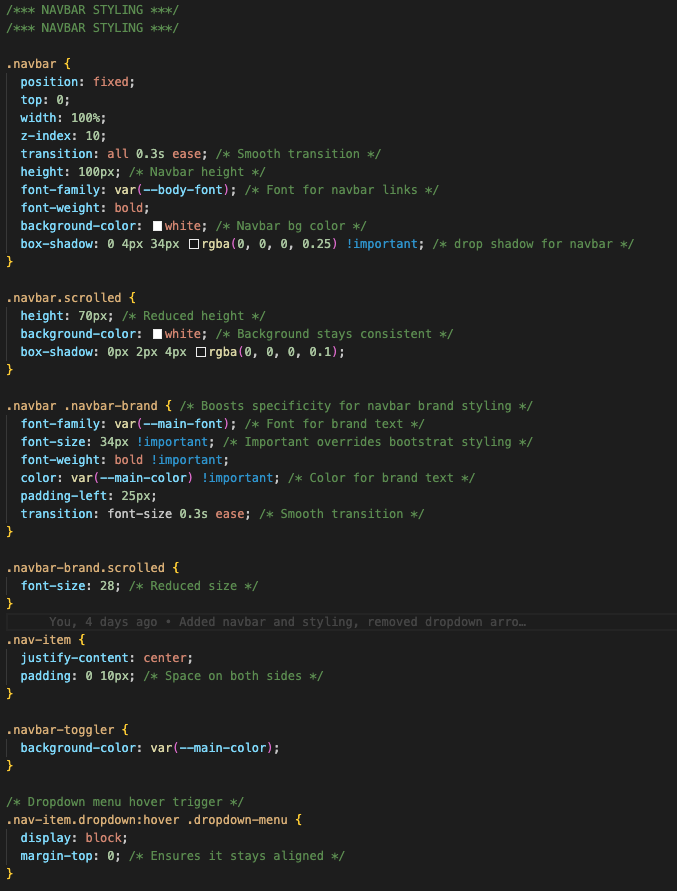 /*** NAVBAR STYLING ***/
/*** NAVBAR STYLING ***/
.navbar {
position: fixed;
top: 0;
width: 100%;
z-index: 10;
transition: all 0.3s ease; /* Smooth transition */
height: 100px; /* Navbar height */
font-family: var(--body-font); /* Font for navbar links */
font-weight: bold;
background-color: white; /* Navbar bg color */
box-shadow: 0 4px 34px rgba(0, 0, 0, 0.25) !important; /* drop shadow for navbar */
}
.navbar.scrolled {
height: 70px; /* Reduced height */
background-color: white; /* Background stays consistent */
box-shadow: 0px 2px 4px rgba(0, 0, 0, 0.1);
}
.navbar .navbar-brand { /* Boosts specificity for navbar brand styling */
font-family: var(--main-font); /* Font for brand text */
font-size: 34px !important; /* Important overrides bootstrat styling */
font-weight: bold !important;
color: var(--main-color) !important; /* Color for brand text */
padding-left: 25px;
transition: font-size 0.3s ease; /* Smooth transition */
}
.navbar-brand.scrolled {
font-size: 28; /* Reduced size */
}
You, 4 days ago • Added navbar and styling, removed dropdown arro…
.nav-item {
justify-content: center;
padding: 0 10px; /* Space on both sides */
}
.navbar-toggler {
background-color: var(--main-color);
}
/* Dropdown menu hover trigger */
.nav-item.dropdown:hover .dropdown-menu {
display: block;
margin-top: 0; /* Ensures it stays aligned */
}